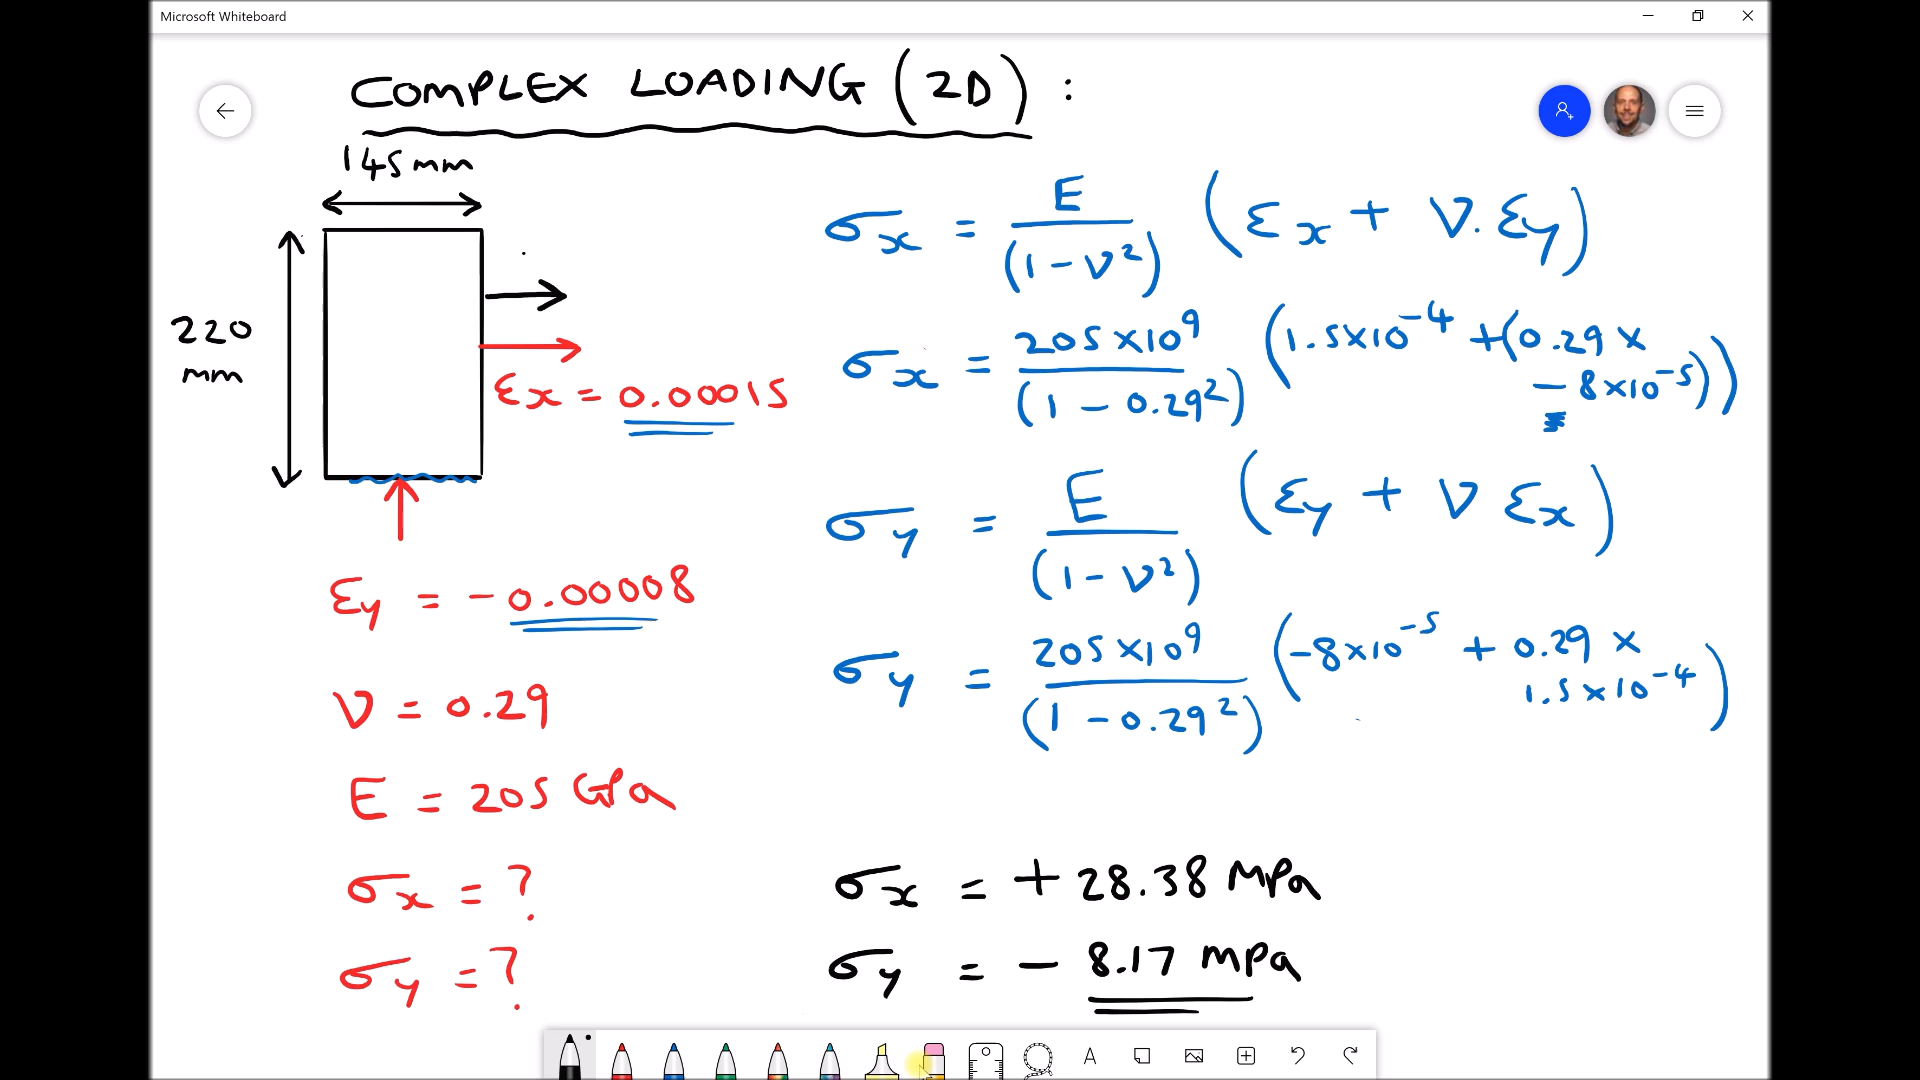 Microsoft Whiteboard
COMPLEX LOADING (2D) :
145mm
220
mm
εx = 0.00015
εy = -0.00008
ν = 0.29
E = 205 GPa
σx = ?
σy = ?
σx = E / (1 - ν²) (εx + ν.εy)
σx = 205x10⁹ / (1 - 0.29²) (1.5x10⁻⁴ + (0.29 x
- 8x10⁻⁵))
σy = E / (1 - ν²) (εy + ν εx)
σy = 205x10⁹ / (1 - 0.29²) (-8x10⁻⁵ + 0.29 x
1.5x10⁻⁴)
σx = + 28.38 MPa
σy = - 8.17 MPa
A